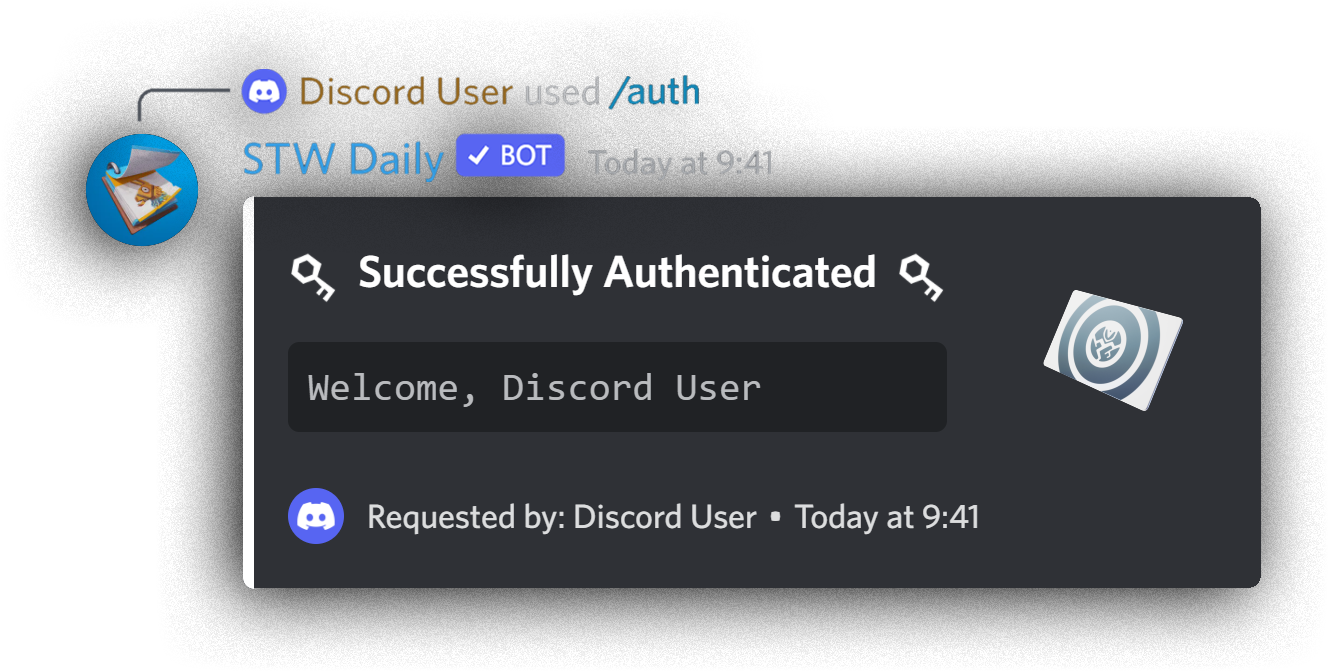 Discord User used /auth
STW Daily ✓ BOT Today at 9:41
Successfully Authenticated
Welcome, Discord User
Requested by: Discord User • Today at 9:41